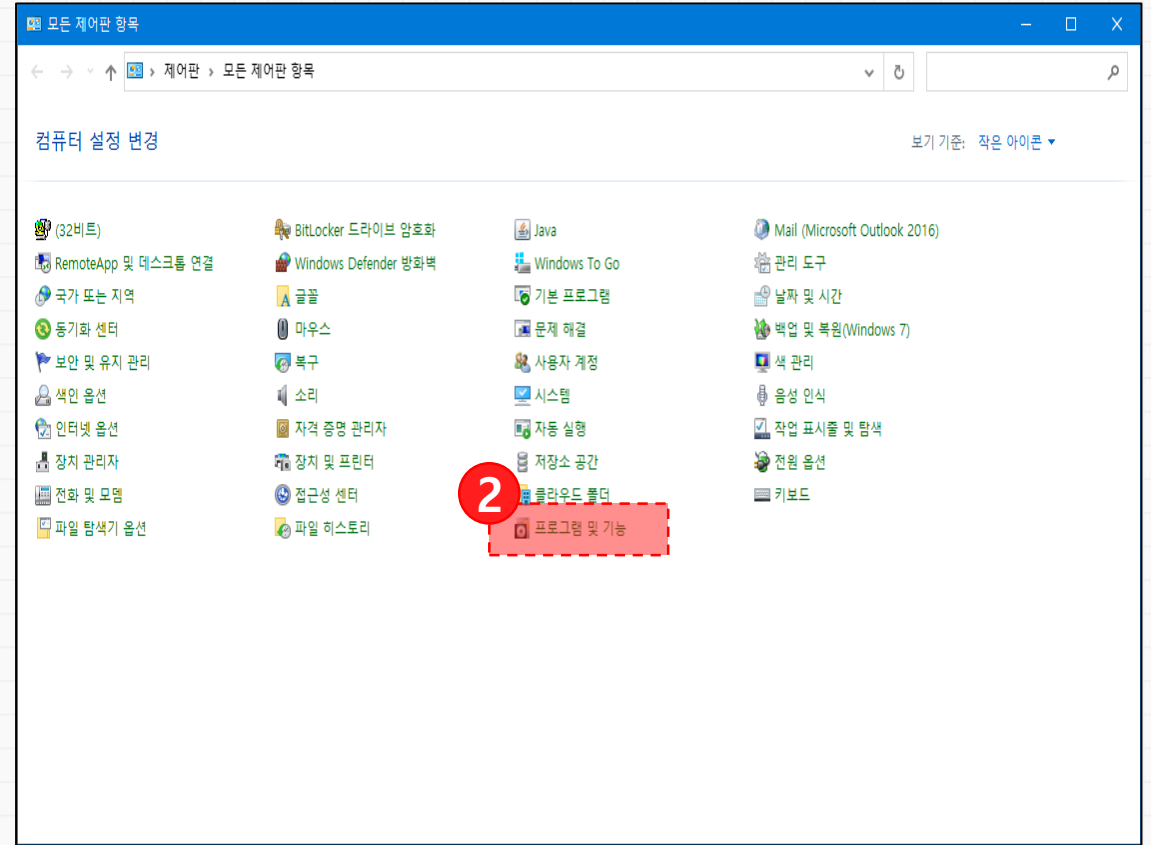 모든 제어판 항목
제어판 › 모든 제어판 항목
컴퓨터 설정 변경
보기 기준: 작은 아이콘
(32비트) BitLocker 드라이브 암호화 Java Mail (Microsoft Outlook 2016)
RemoteApp 및 데스크톱 연결 Windows Defender 방화벽 Windows To Go 관리 도구
국가 또는 지역 글꼴 기본 프로그램 날짜 및 시간
동기화 센터 마우스 문제 해결 백업 및 복원(Windows 7)
보안 및 유지 관리 복구 사용자 계정 색 관리
색인 옵션 소리 시스템 음성 인식
인터넷 옵션 자격 증명 관리자 자동 실행 작업 표시줄 및 탐색
장치 관리자 장치 및 프린터 저장소 공간 전원 옵션
전화 및 모뎀 접근성 센터 클라우드 폴더 키보드
2
파일 탐색기 옵션 파일 히스토리 프로그램 및 기능